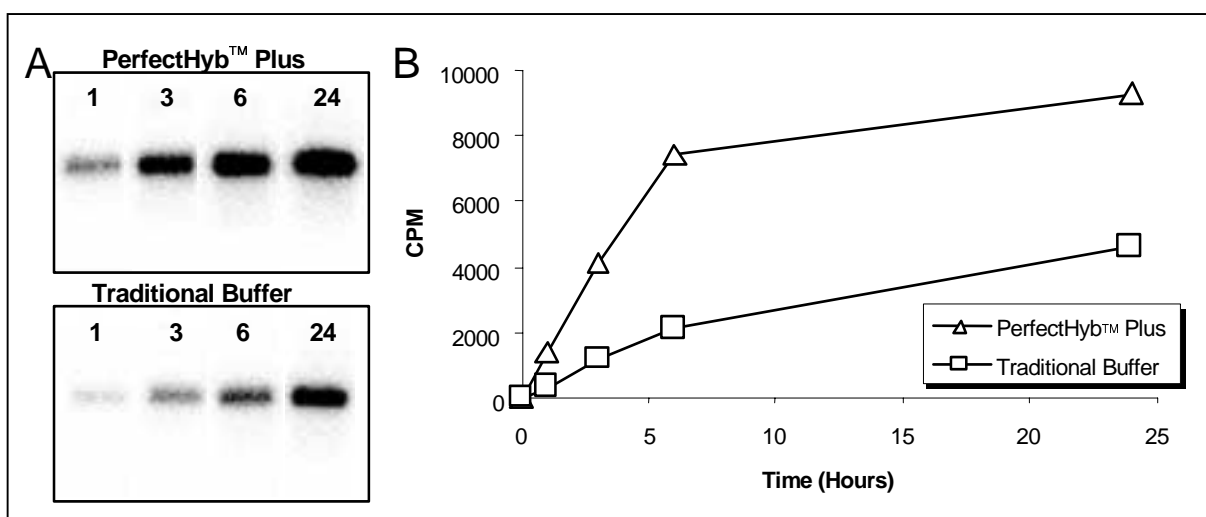 A
PerfectHyb™ Plus
1 3 6 24
Traditional Buffer
1 3 6 24
B
10000
8000
6000
4000
2000
0
CPM
0 5 10 15 20 25
Time (Hours)
PerfectHyb™ Plus
Traditional Buffer